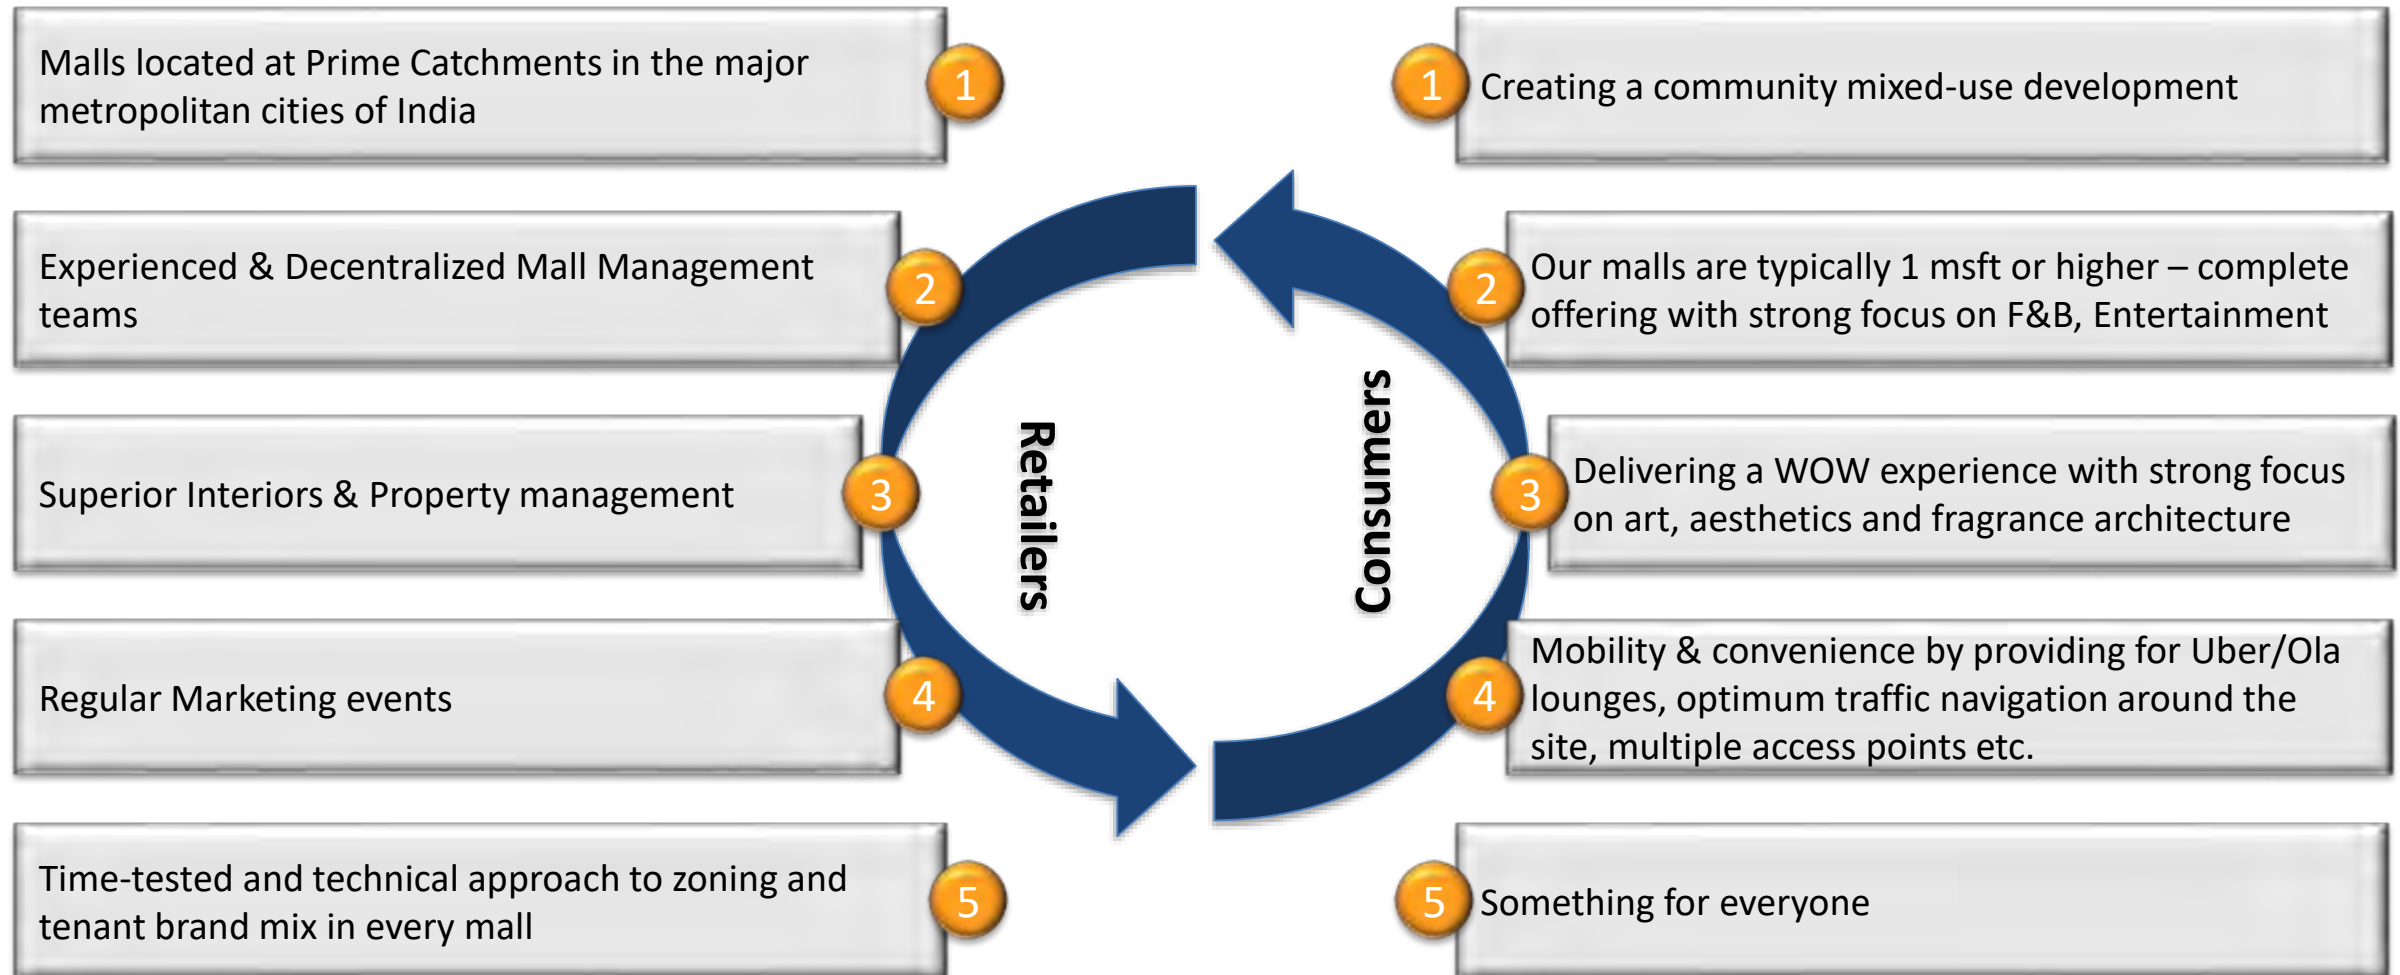 Malls located at Prime Catchments in the major
metropolitan cities of India
1
Experienced & Decentralized Mall Management
teams
2
Superior Interiors & Property management
3
Regular Marketing events
4
Time-tested and technical approach to zoning and
tenant brand mix in every mall
5
Retailers
Consumers
1
Creating a community mixed-use development
2
Our malls are typically 1 msft or higher – complete
offering with strong focus on F&B, Entertainment
3
Delivering a WOW experience with strong focus
on art, aesthetics and fragrance architecture
4
Mobility & convenience by providing for Uber/Ola
lounges, optimum traffic navigation around the
site, multiple access points etc.
5
Something for everyone